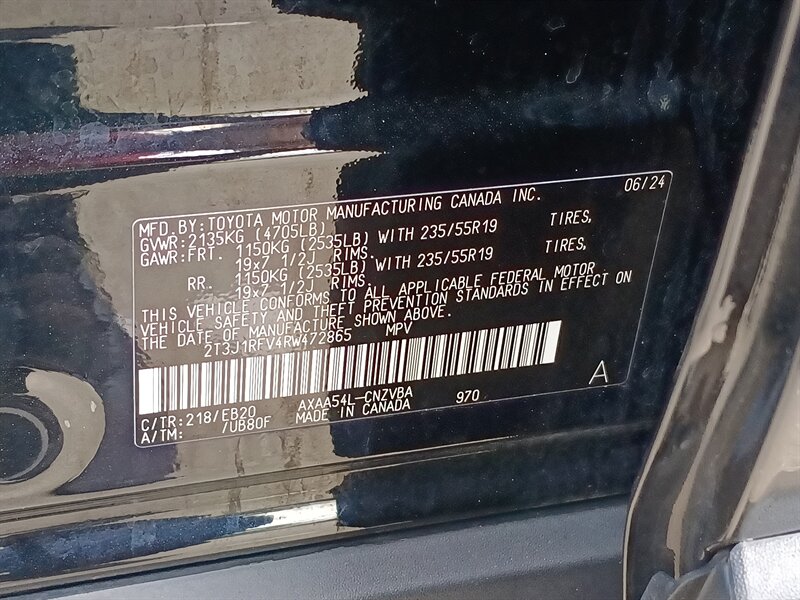 MFD.BY:TOYOTA MOTOR MANUFACTURING CANADA INC. 06/24
GVWR:2135KG (4705LB)
GAWR:FRT. 1150KG (2535LB) WITH 235/55R19 TIRES,
19x7 1/2J RIMS.
RR. 1150KG (2535LB) WITH 235/55R19 TIRES,
19x7 1/2J RIMS.
THIS VEHICLE CONFORMS TO ALL APPLICABLE FEDERAL MOTOR
VEHICLE SAFETY AND THEFT PREVENTION STANDARDS IN EFFECT ON
THE DATE OF MANUFACTURE SHOWN ABOVE.
2T3J1RFV4RW472865 MPV
C/TR:218/EB20 AXAA54L-CNZVBA 970 A
A/TM: /UB80F MADE IN CANADA